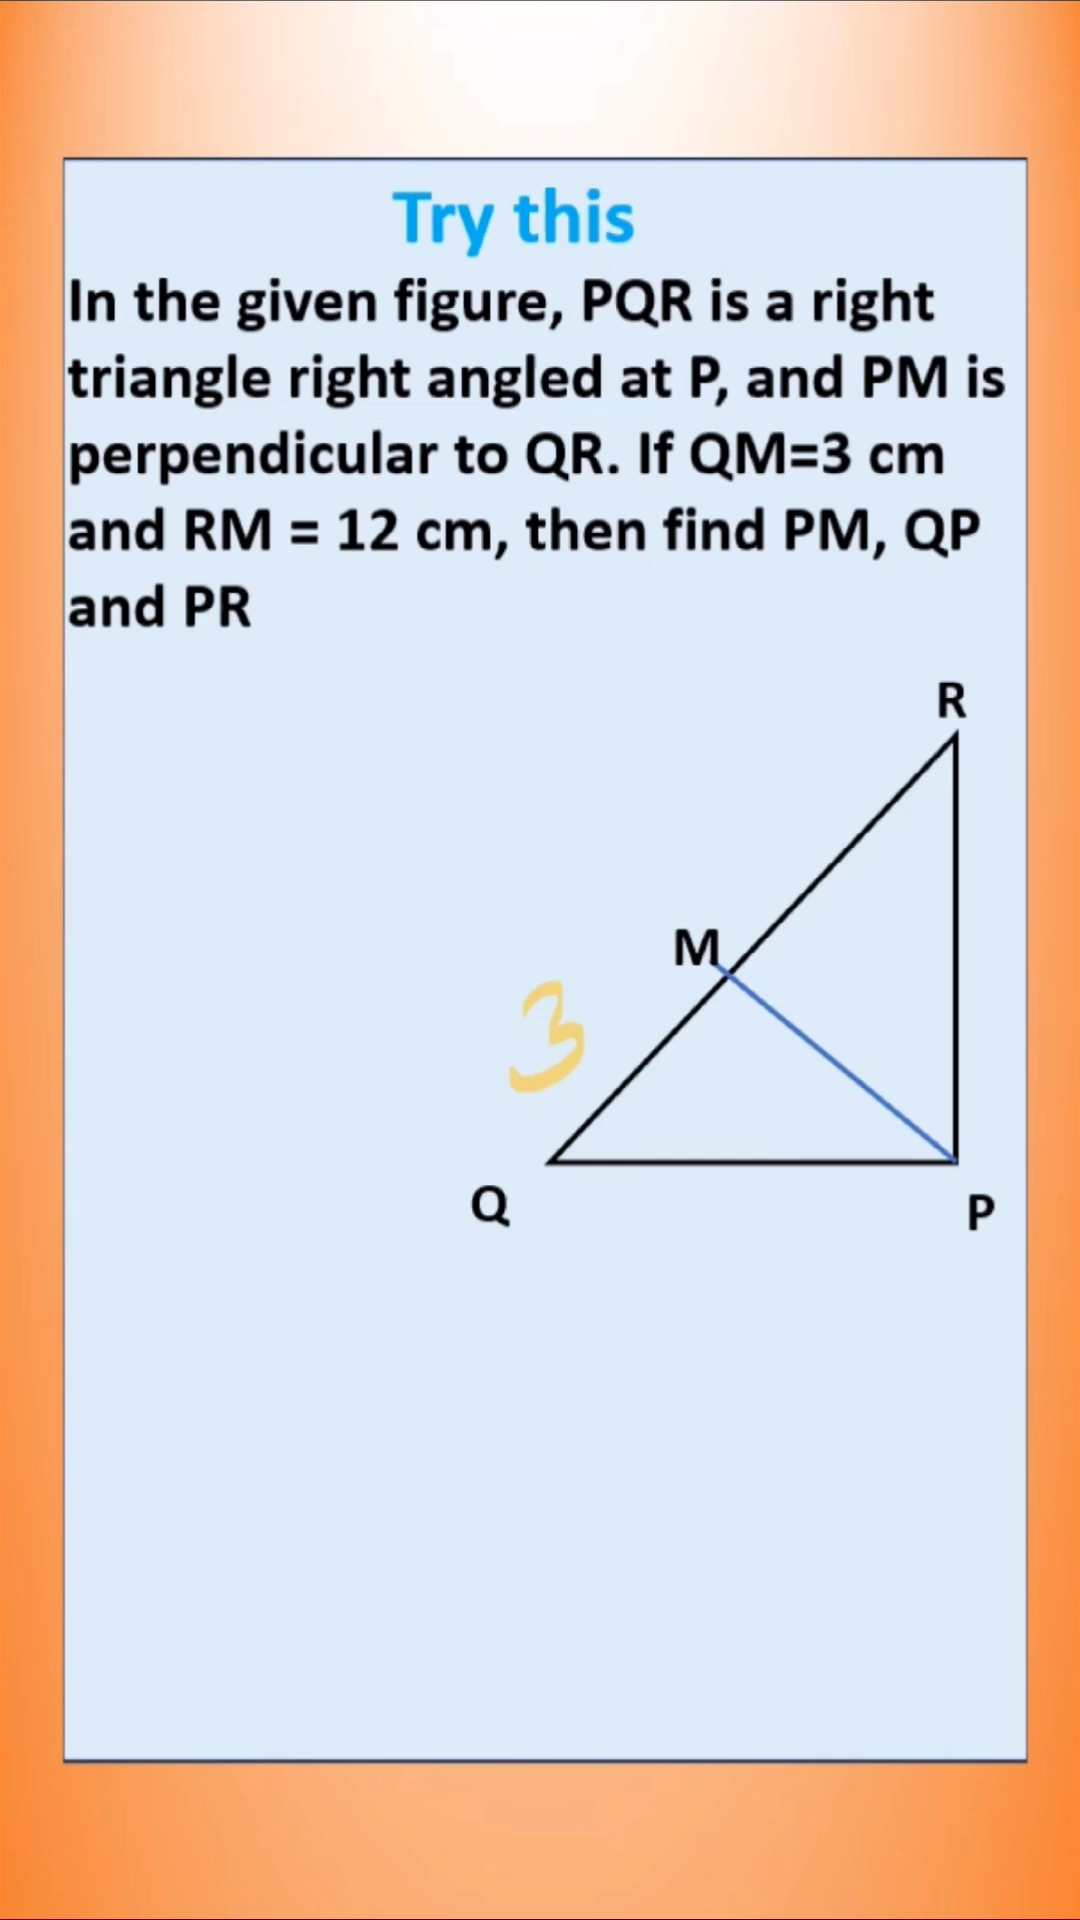 Try this
In the given figure, PQR is a right
triangle right angled at P, and PM is
perpendicular to QR. If QM=3 cm
and RM = 12 cm, then find PM, QP
and PR
R
M
3
Q
P